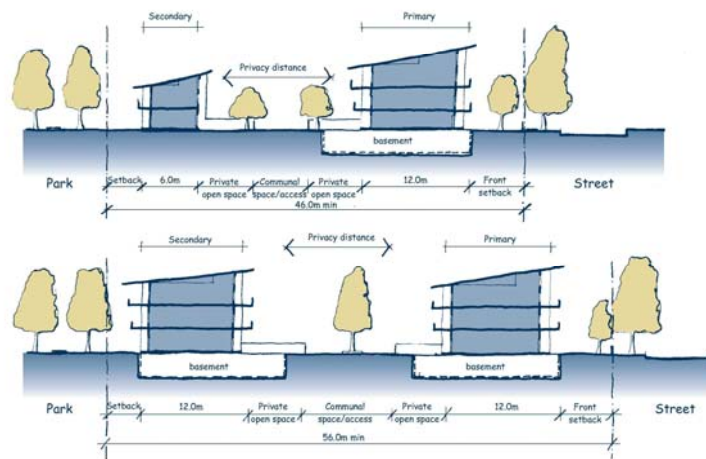 Secondary Primary
Privacy distance
basement
Park Setback 6.0m Private open space Communal space/access Private open space 12.0m Front setback Street
46.0m min
Secondary Privacy distance Primary
basement basement
Park Setback 12.0m Private open space Communal space/access Private open space 12.0m Front setback Street
56.0m min